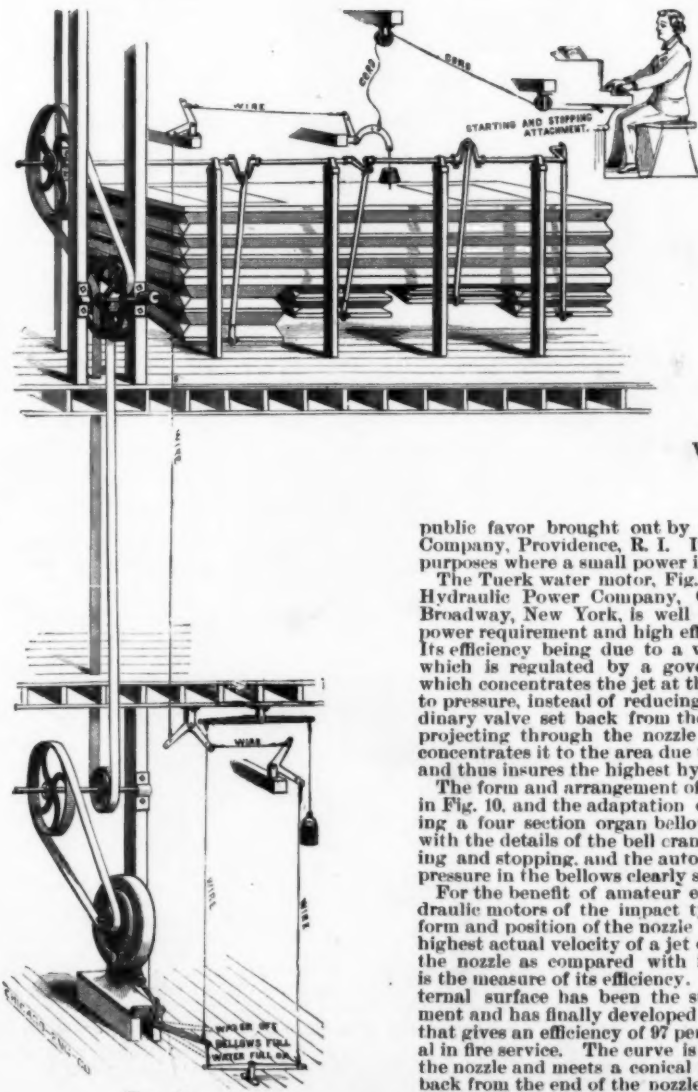 CORD
CORD
WIRE
STARTING AND STOPPING
ATTACHMENT.
WIRE
WIRE
WIRE
WIRE
WATER OFF
BELLOWS FULL
WATER FULL ON
CHICAGO-ENG-CO
public favor brought out by
Company, Providence, R. I. I
purposes where a small power i
The Tuerk water motor, Fig.
Hydraulic Power Company, C
Broadway, New York, is well
power requirement and high effi
Its efficiency being due to a v
which is regulated by a gove
which concentrates the jet at th
to pressure, instead of reducing
dinary valve set back from the
projecting through the nozzle
concentrates it to the area due
and thus insures the highest hy
The form and arrangement of
in Fig. 10, and the adaptation o
ing a four section organ bello
with the details of the bell cran
ing and stopping, and the auto
pressure in the bellows clearly s
For the benefit of amateur e
draulic motors of the impact t
form and position of the nozzle
highest actual velocity of a jet o
the nozzle as compared with
is the measure of its efficiency.
ternal surface has been the s
ment and has finally developed
that gives an efficiency of 97 per
al in fire service. The curve is
the nozzle and meets a conical
back from the end of the nozzle